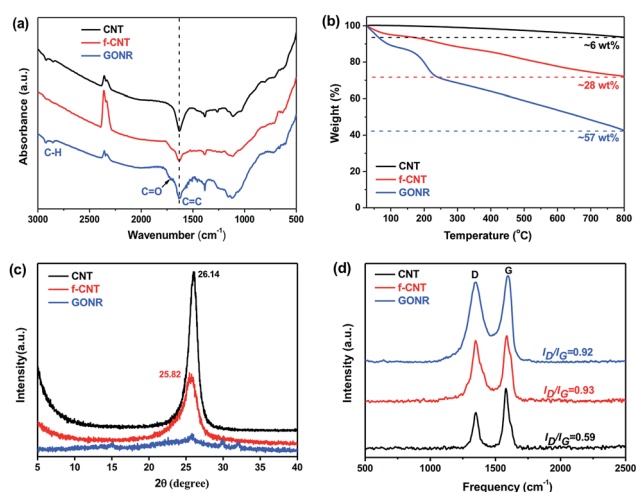 (a)
CNT
f-CNT
GONR
C-H
C=O
C=C
Absorbance (a.u.)
3000 2500 2000 1500 1000 500
Wavenumber (cm⁻¹)
(b)
~6 wt%
~28 wt%
~57 wt%
CNT
f-CNT
GONR
Weight (%)
100
80
60
40
20
0
100 200 300 400 500 600 700 800
Temperature (°C)
(c)
CNT
f-CNT
GONR
26.14
25.82
Intensity(a.u.)
5 10 15 20 25 30 35 40
2θ (degree)
(d)
CNT
f-CNT
GONR
D G
I_D/I_G=0.92
I_D/I_G=0.93
I_D/I_G=0.59
Intensity (a.u.)
500 1000 1500 2000 2500
Frequency (cm⁻¹)